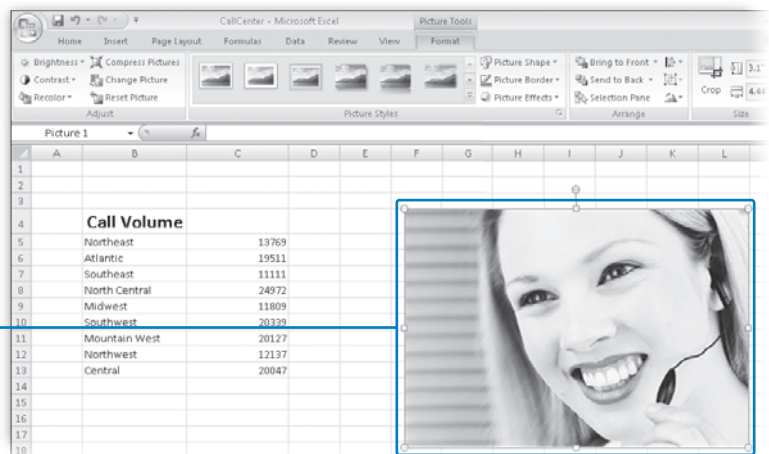 CallCenter - Microsoft Excel Picture Tools
Home Insert Page Layout Formulas Data Review View Format
Brightness Compress Pictures Picture Shape Bring to Front 3.1"
Contrast Change Picture Picture Border Send to Back
Recolor Reset Picture Picture Effects Selection Pane Crop 4.44
Adjust Picture Styles Arrange Size
Picture 1 fx
A B C D E F G H I J K L
1
2
3
4 Call Volume
5 Northeast 13769
6 Atlantic 19511
7 Southeast 11111
8 North Central 24972
9 Midwest 11809
10 Southwest 20339
11 Mountain West 20127
12 Northwest 12137
13 Central 20047
14
15
16
17
18